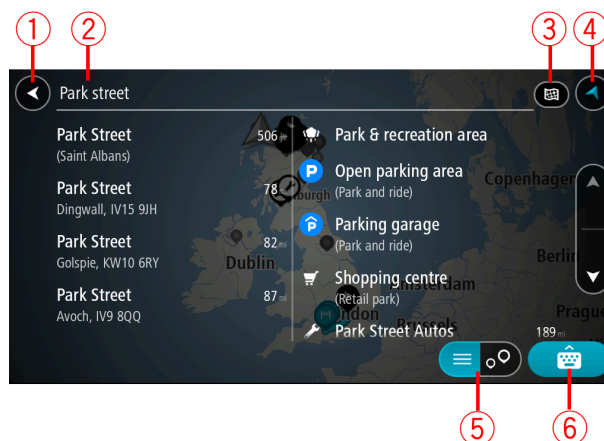 1 2 3 4
Park street
Park Street 506 mi
(Saint Albans)
Park Street 78 mi
Dingwall, IV15 9JH
Park Street 82 mi
Golspie, KW10 6RY
Park Street 87 mi
Avoch, IV9 8QQ
Park & recreation area
P Open parking area
(Park and ride)
P Parking garage
(Park and ride)
Shopping centre
(Retail park)
Park Street Autos 189 mi
Copenhagen
Dublin
Berlin
Brussels
5 6